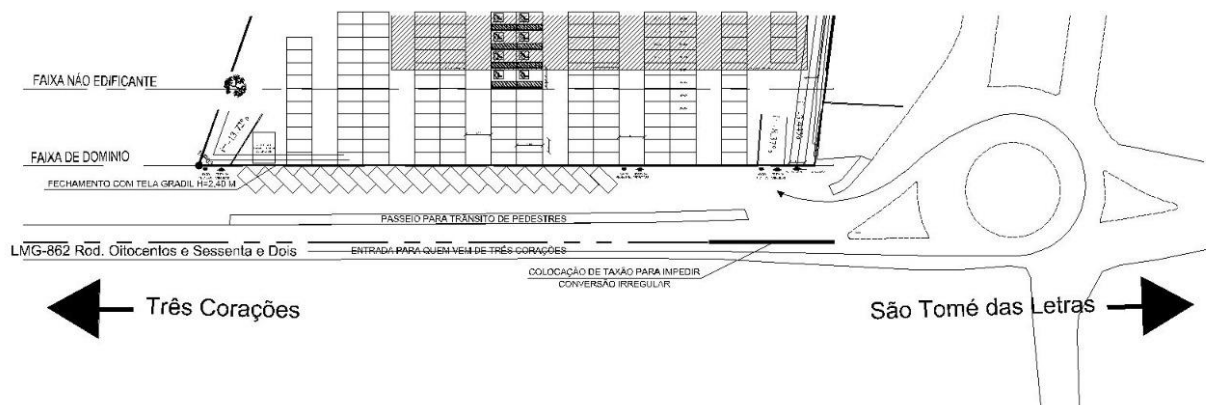 FAIXA NÃO EDIFICANTE
FAIXA DE DOMINIO
FECHAMENTO COM TELA GRADIL H=2,40 M
PASSEIO PARA TRÂNSITO DE PEDESTRES
LMG-862 Rod. Oitocentos e Sessenta e Dois
ENTRADA PARA QUEM VEM DE TRÊS CORAÇÕES
COLOCAÇÃO DE TAXÃO PARA IMPEDIR
CONVERSÃO IRREGULAR
Três Corações
São Tomé das Letras